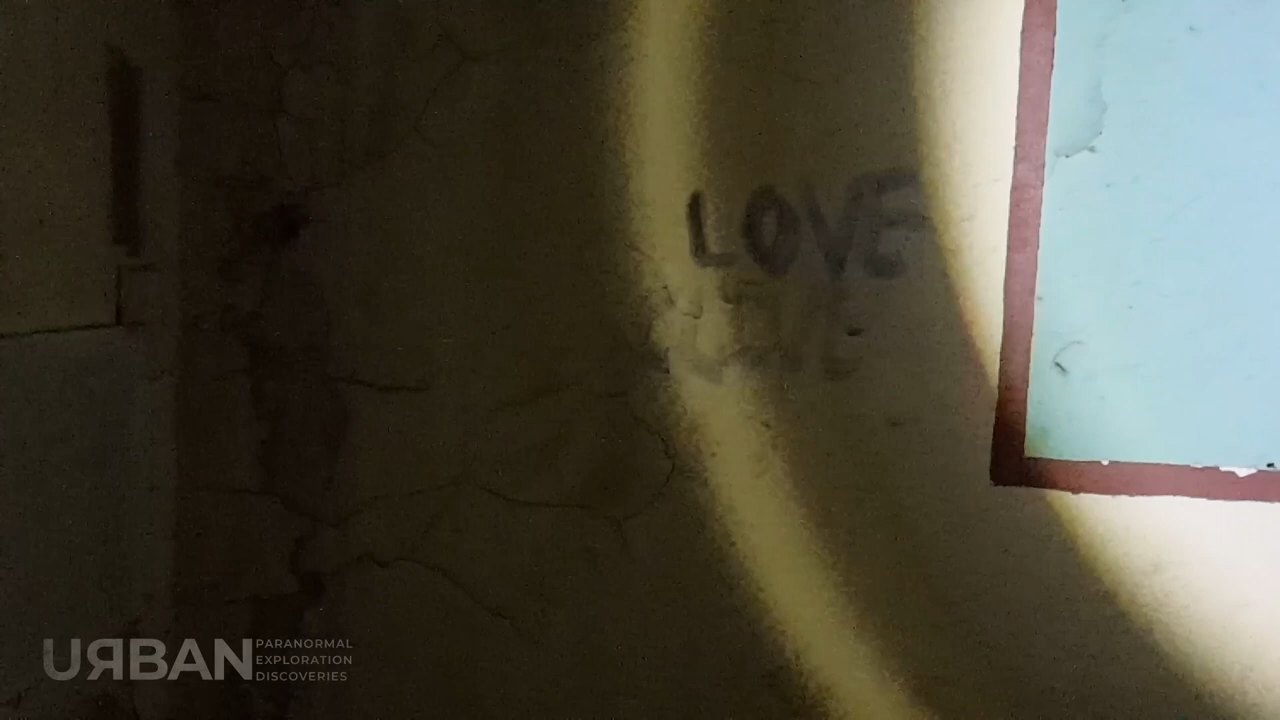 LOVE
URBAN
PARANORMAL
EXPLORATION
DISCOVERIES